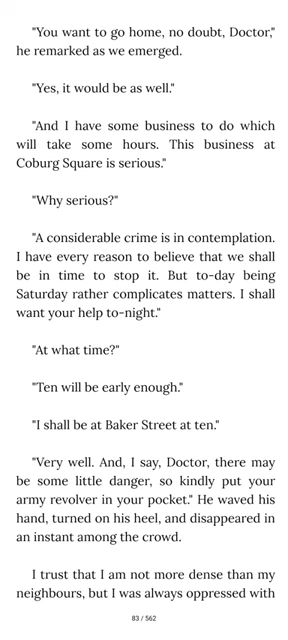 "You want to go home, no doubt, Doctor,"
he remarked as we emerged.
"Yes, it would be as well."
"And I have some business to do which
will take some hours. This business at
Coburg Square is serious."
"Why serious?"
"A considerable crime is in contemplation.
I have every reason to believe that we shall
be in time to stop it. But to-day being
Saturday rather complicates matters. I shall
want your help to-night."
"At what time?"
"Ten will be early enough."
"I shall be at Baker Street at ten."
"Very well. And, I say, Doctor, there may
be some little danger, so kindly put your
army revolver in your pocket." He waved his
hand, turned on his heel, and disappeared in
an instant among the crowd.
I trust that I am not more dense than my
neighbours, but I was always oppressed with
83 / 562